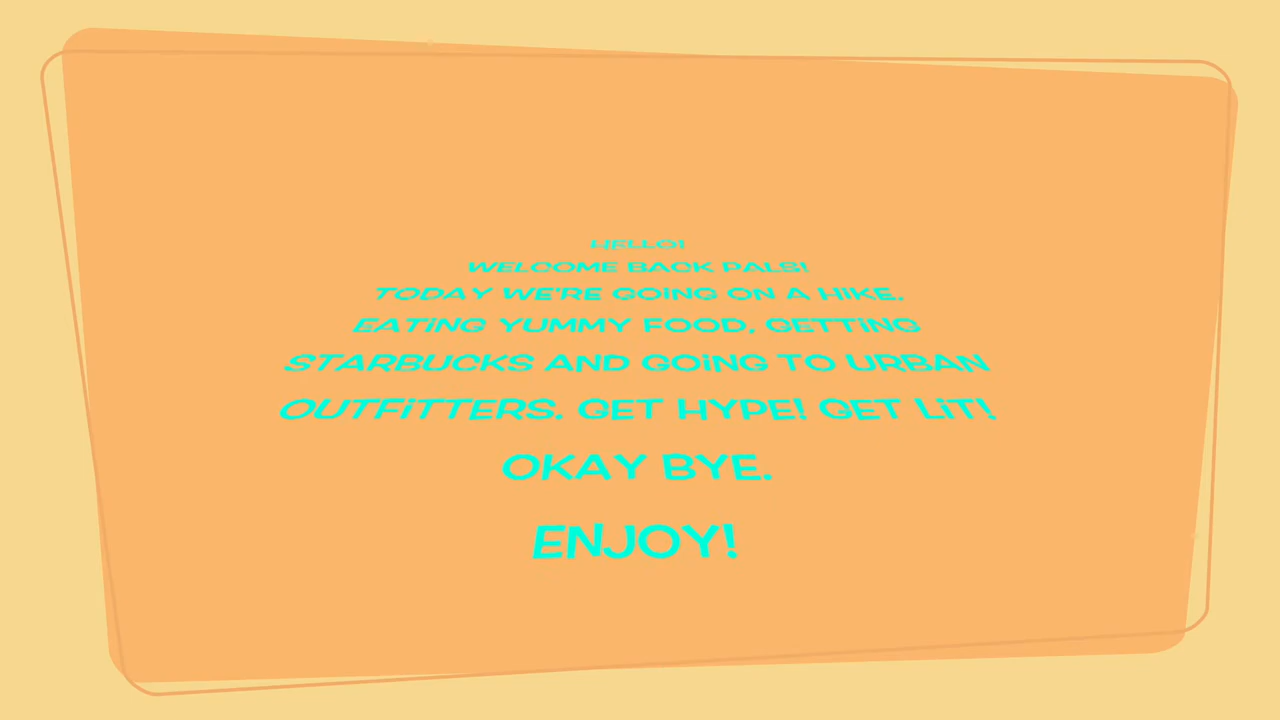 HELLO!
WELCOME BACK PALS!
TODAY WE'RE GOiNG ON A HiKE.
EATiNG YUMMY FOOD, GETTiNG
STARBUCKS AND GOiNG TO URBAN
OUTFiTTERS. GET HYPE! GET LiT!
OKAY BYE.
ENJOY!